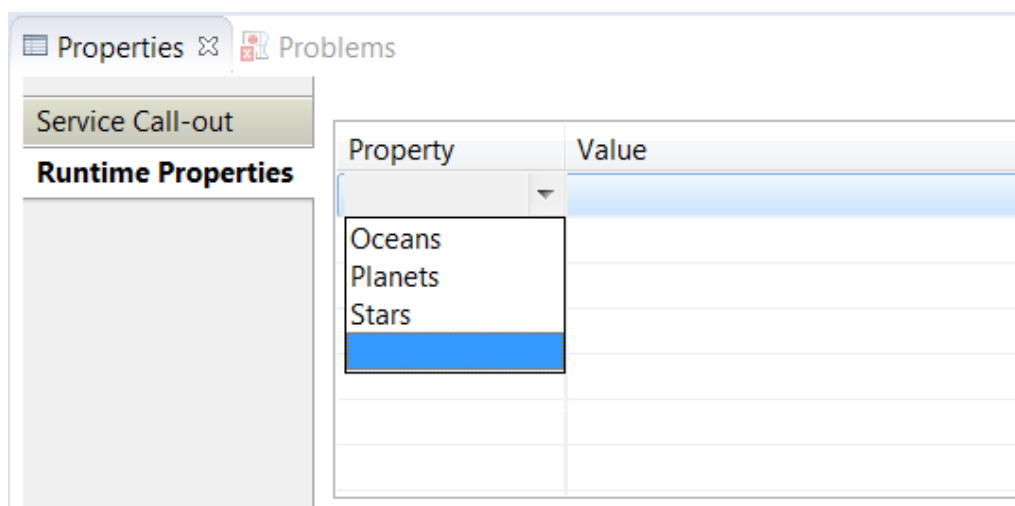 Properties Problems
Service Call-out
Runtime Properties
Property Value
Oceans
Planets
Stars